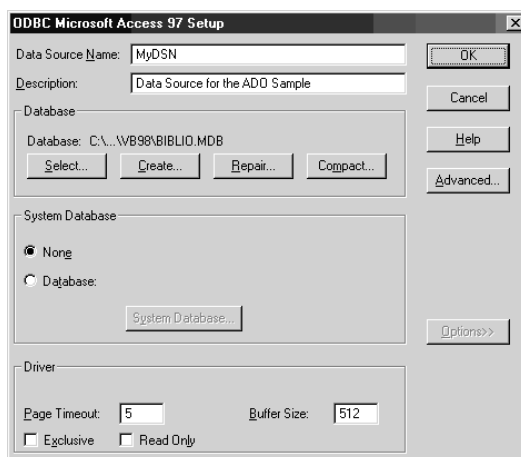 ODBC Microsoft Access 97 Setup
Data Source Name: MyDSN
OK
Description: Data Source for the ADO Sample
Cancel
Database
Database: C:\...\VB98\BIBLIO.MDB
Help
Select... Create... Repair... Compact...
Advanced...
System Database
None
Database:
System Database...
Options>>
Driver
Page Timeout: 5 Buffer Size: 512
Exclusive Read Only